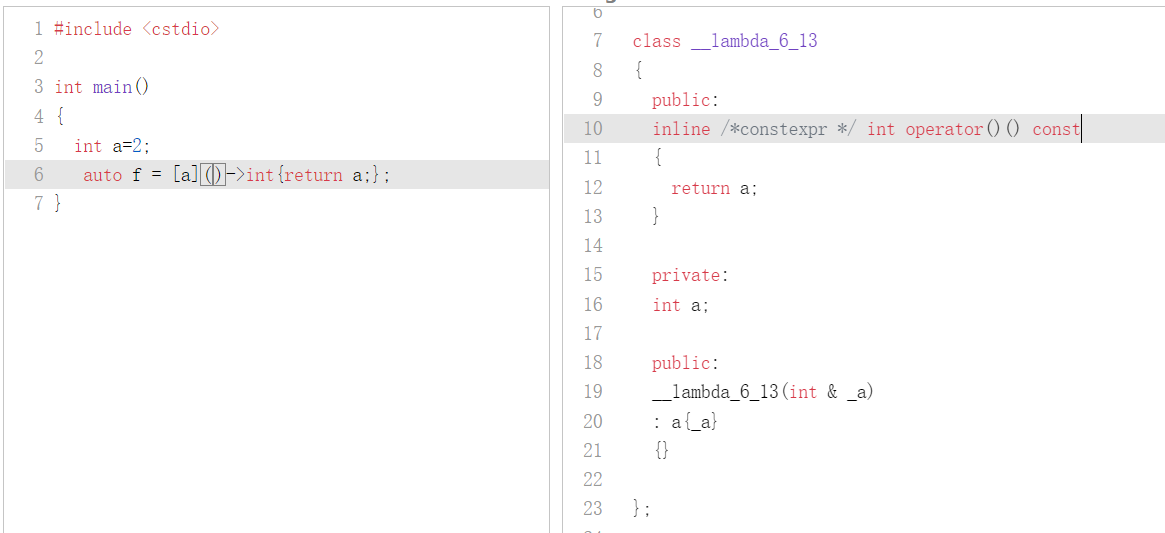 1 #include <cstdio>
2
3 int main()
4 {
5 int a=2;
6 auto f = [a]()->int{return a;};
7 }
6
7 class __lambda_6_13
8 {
9 public:
10 inline /*constexpr */ int operator()() const
11 {
12 return a;
13 }
14
15 private:
16 int a;
17
18 public:
19 __lambda_6_13(int & _a)
20 : a{_a}
21 {}
22
23 };